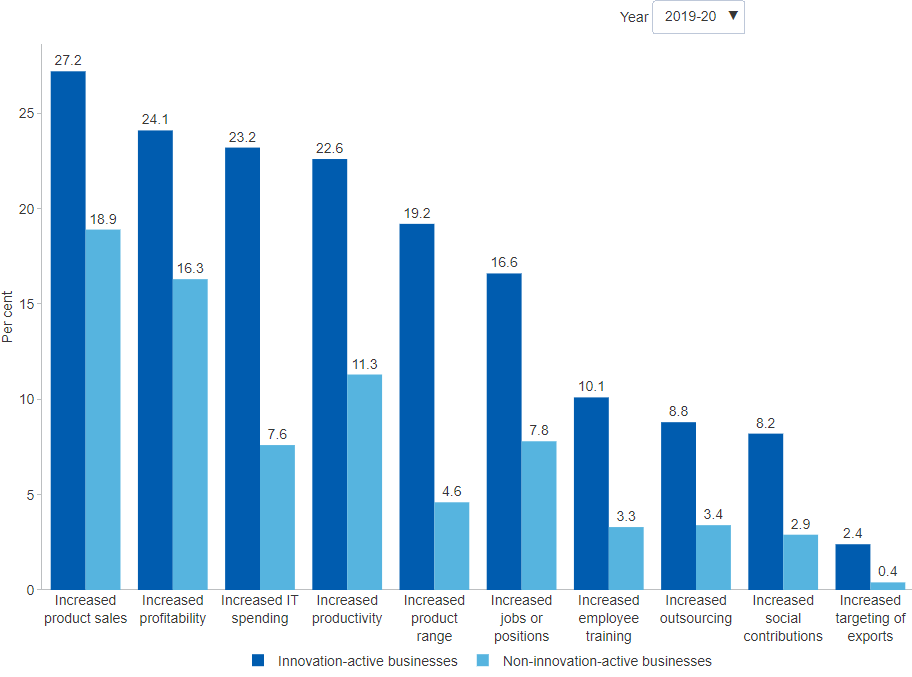 Year 2019-20 ▼
Per cent
25
20
15
10
5
0
27.2
18.9
24.1
16.3
23.2
7.6
22.6
11.3
19.2
4.6
16.6
7.8
10.1
3.3
8.8
3.4
8.2
2.9
2.4
0.4
Increased
product sales
Increased
profitability
Increased IT
spending
Increased
productivity
Increased
product
range
Increased
jobs or
positions
Increased
employee
training
Increased
outsourcing
Increased
social
contributions
Increased
targeting of
exports
Innovation-active businesses
Non-innovation-active businesses